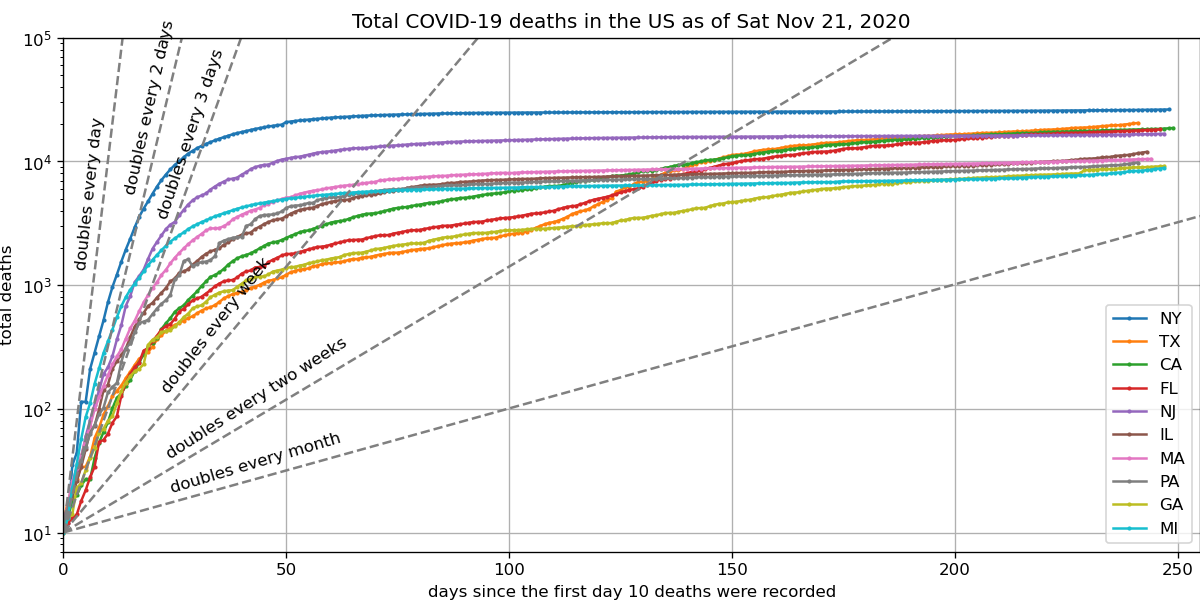 Total COVID-19 deaths in the US as of Sat Nov 21, 2020
10⁵
10⁴
10³
10²
10¹
total deaths
doubles every day
doubles every 2 days
doubles every 3 days
doubles every week
doubles every two weeks
doubles every month
NY
TX
CA
FL
NJ
IL
MA
PA
GA
MI
0
50
100
150
200
250
days since the first day 10 deaths were recorded